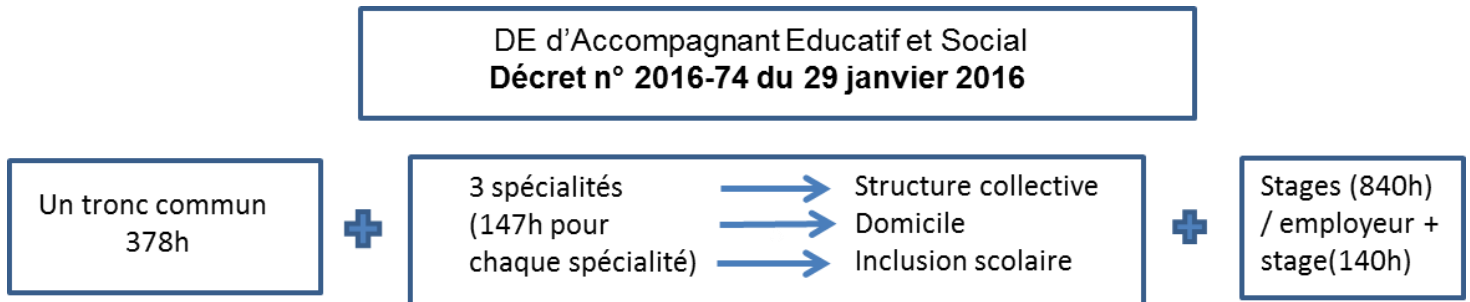 DE d'Accompagnant Educatif et Social
Décret n° 2016-74 du 29 janvier 2016
Un tronc commun
378h
3 spécialités
(147h pour
chaque spécialité)
Structure collective
Domicile
Inclusion scolaire
Stages (840h)
/ employeur +
stage(140h)